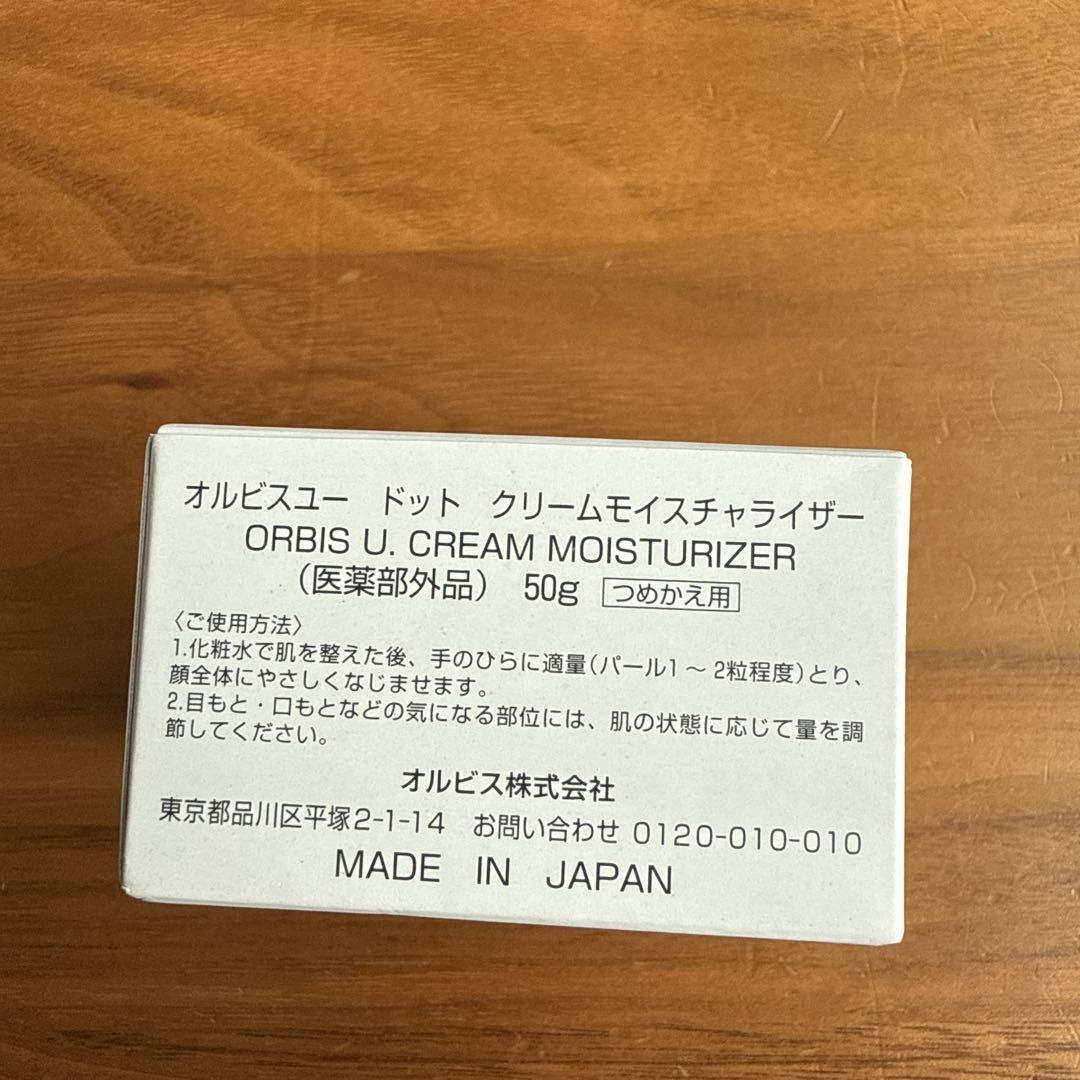 オルビスユー ドット クリームモイスチャライザー
ORBIS U. CREAM MOISTURIZER
（医薬部外品） 50g つめかえ用
〈ご使用方法〉
1.化粧水で肌を整えた後、手のひらに適量（パール1～2粒程度）とり、
顔全体にやさしくなじませます。
2.目もと・口もとなどの気になる部位には、肌の状態に応じて量を調
節してください。
オルビス株式会社
東京都品川区平塚2-1-14 お問い合わせ 0120-010-010
MADE IN JAPAN